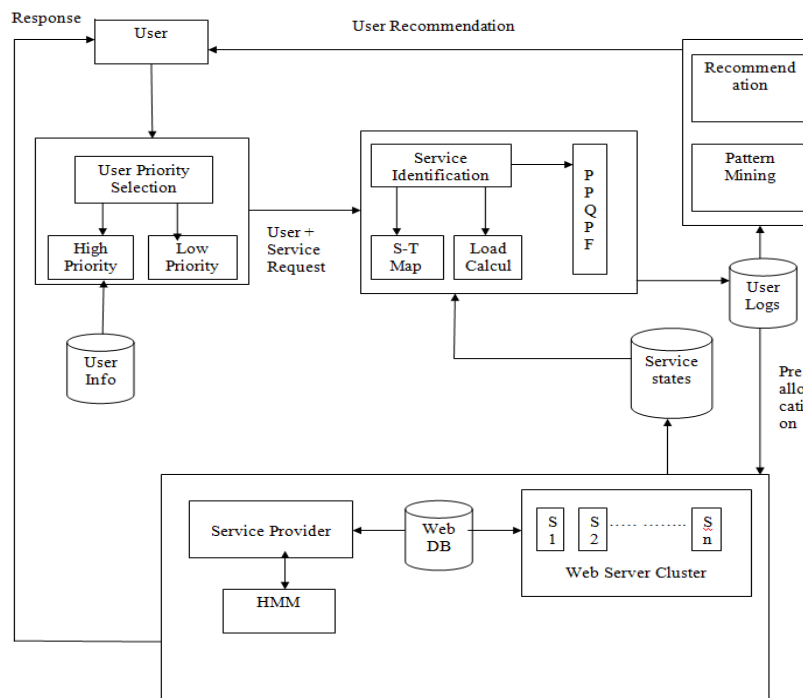 Response
User Recommendation
User
Recommend
ation
User Priority
Selection
Service
Identification
P
P
Q
P
F
Pattern
Mining
High
Priority
Low
Priority
User +
Service
Request
S-T
Map
Load
Calcul
User
Logs
User
Info
Service
states
Pre
allo
cati
on
Service Provider
Web
DB
S
1
S
2
..... .........
S
n
Web Server Cluster
HMM